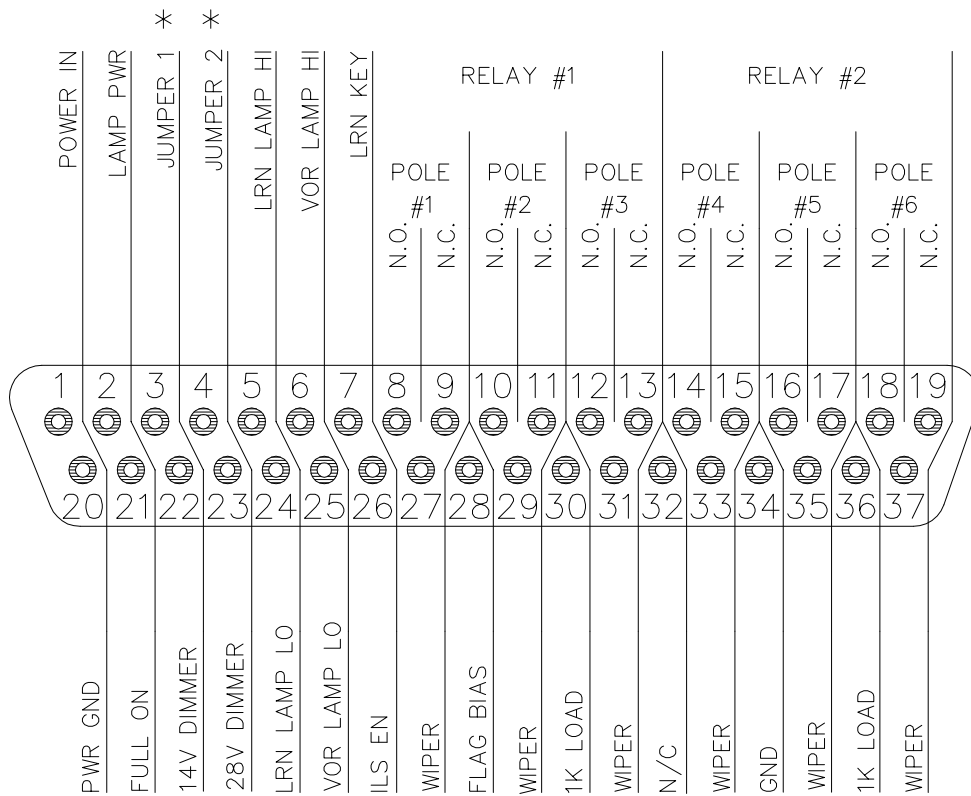 * *
POWER IN
LAMP PWR
JUMPER 1
JUMPER 2
LRN LAMP HI
VOR LAMP HI
LRN KEY
RELAY #1
RELAY #2
POLE
#1
POLE
#2
POLE
#3
POLE
#4
POLE
#5
POLE
#6
N.O. N.C. N.O. N.C. N.O. N.C. N.O. N.C. N.O. N.C. N.O. N.C.
1 2 3 4 5 6 7 8 9 10 11 12 13 14 15 16 17 18 19
20 21 22 23 24 25 26 27 28 29 30 31 32 33 34 35 36 37
PWR GND
FULL ON
14V DIMMER
28V DIMMER
LRN LAMP LO
VOR LAMP LO
ILS EN
WIPER
FLAG BIAS
WIPER
1K LOAD
WIPER
N/C
WIPER
GND
WIPER
1K LOAD
WIPER